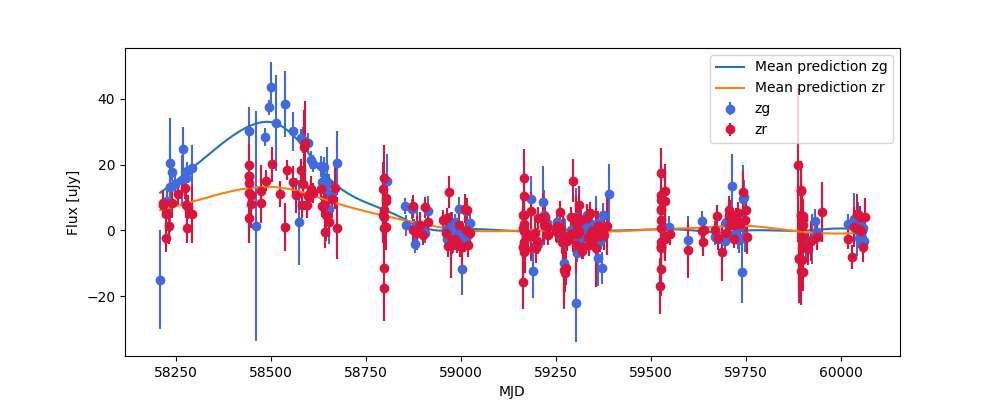 Flux [uJy]
40
20
0
−20
58250 58500 58750 59000 59250 59500 59750 60000
MJD
Mean prediction zg
Mean prediction zr
zg
zr